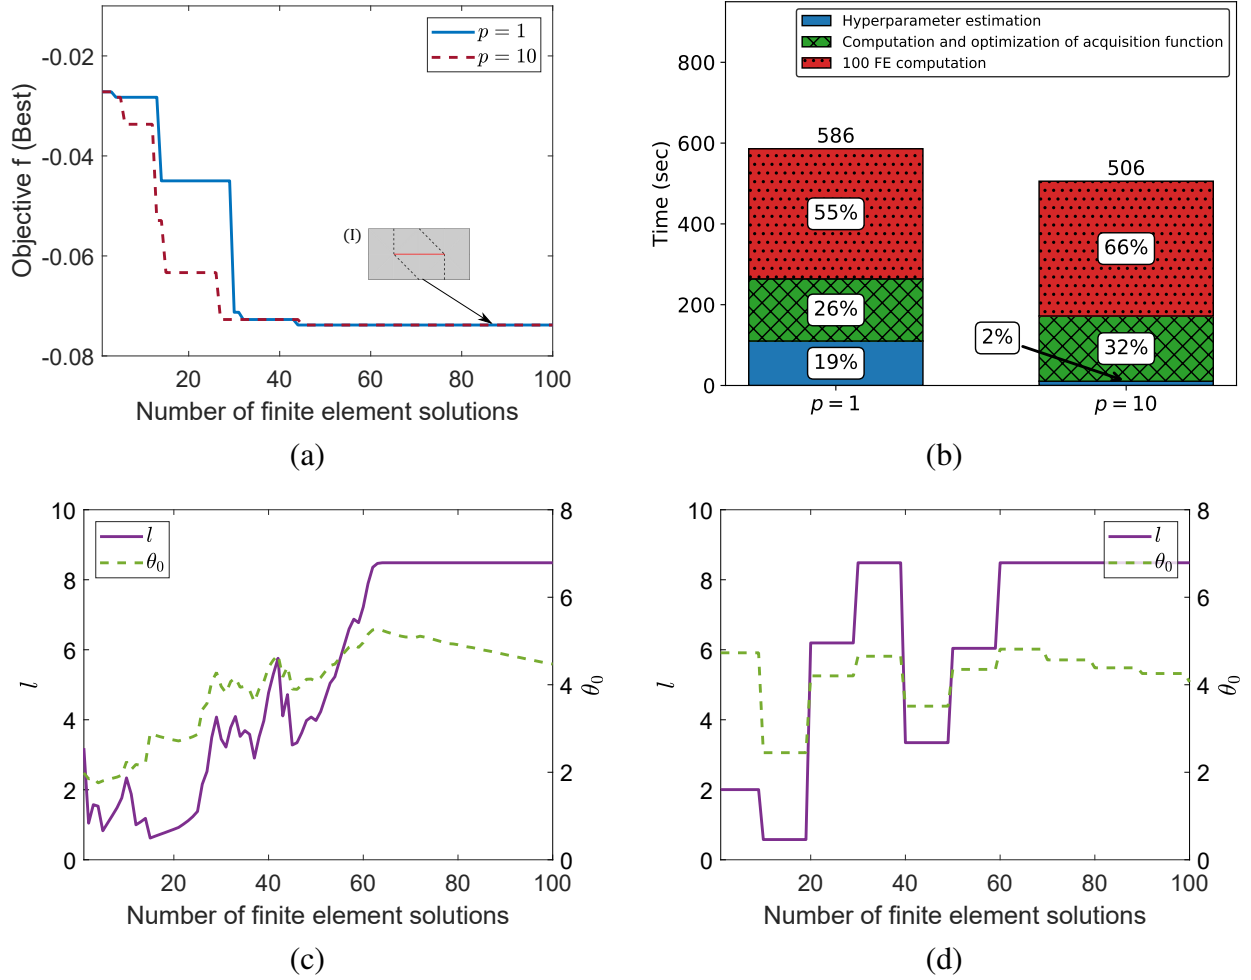 -0.02
-0.04
-0.06
-0.08
Objective f (Best)
p = 1
p = 10
(I)
20 40 60 80 100
Number of finite element solutions
(a)
800
600
400
200
0
Time (sec)
Hyperparameter estimation
Computation and optimization of acquisition function
100 FE computation
586
506
55%
66%
26%
32%
2%
19%
p = 1
p = 10
(b)
10
8
6
4
2
0
l
l
θ₀
8
6
4
2
0
θ₀
20 40 60 80 100
Number of finite element solutions
(c)
10
8
6
4
2
0
l
l
θ₀
8
6
4
2
0
θ₀
20 40 60 80 100
Number of finite element solutions
(d)